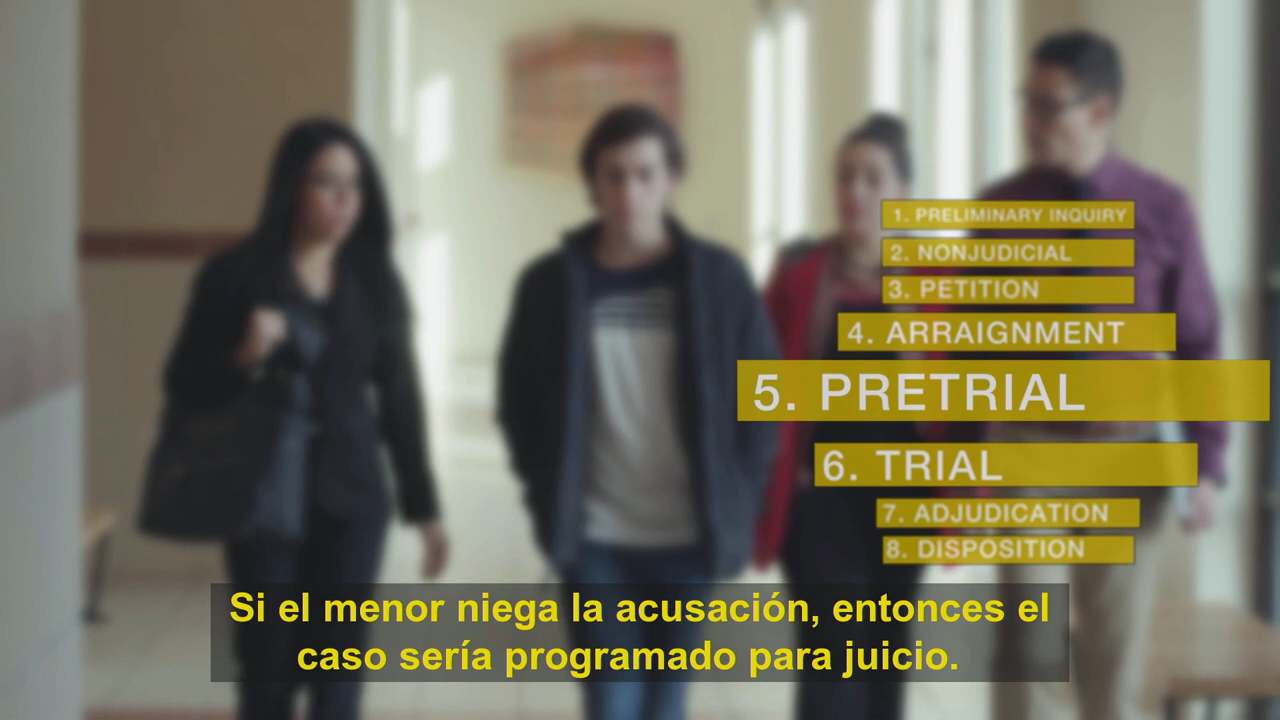 1. PRELIMINARY INQUIRY
2. NONJUDICIAL
3. PETITION
4. ARRAIGNMENT
5. PRETRIAL
6. TRIAL
7. ADJUDICATION
8. DISPOSITION
Si el menor niega la acusación, entonces el
caso sería programado para juicio.